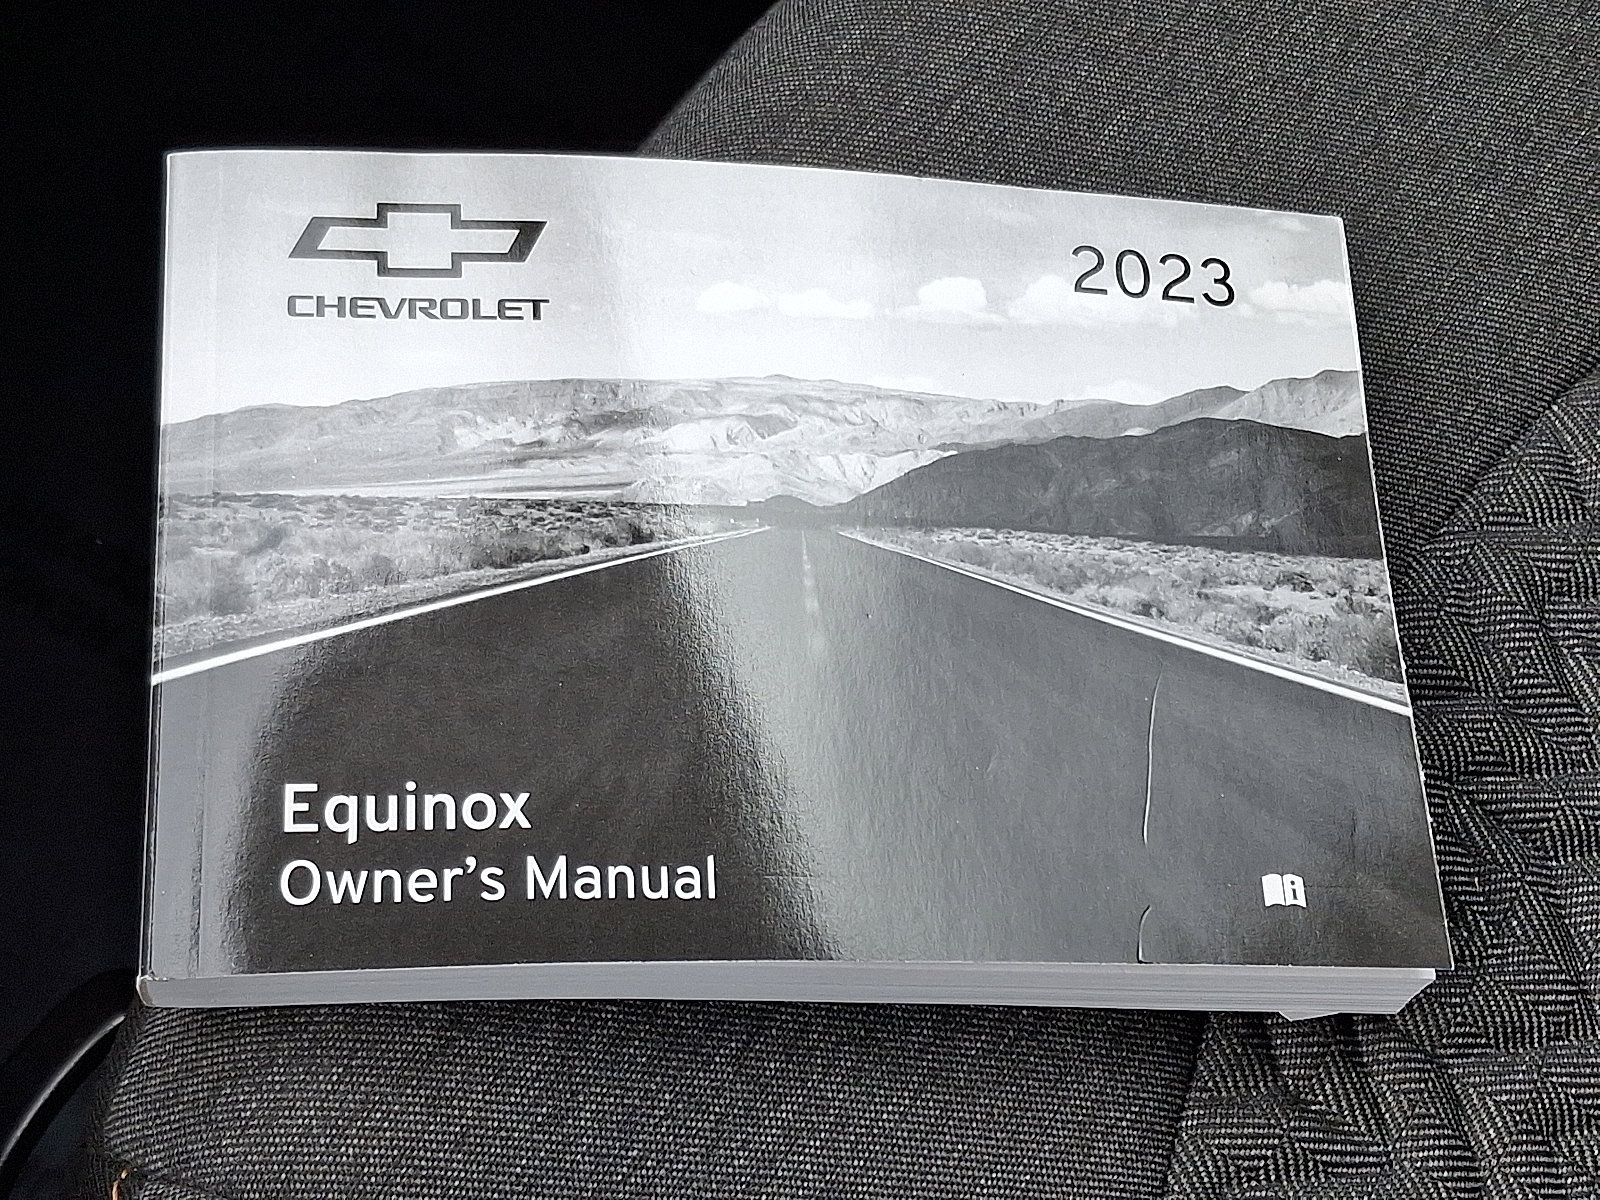 CHEVROLET
2023
Equinox
Owner's Manual